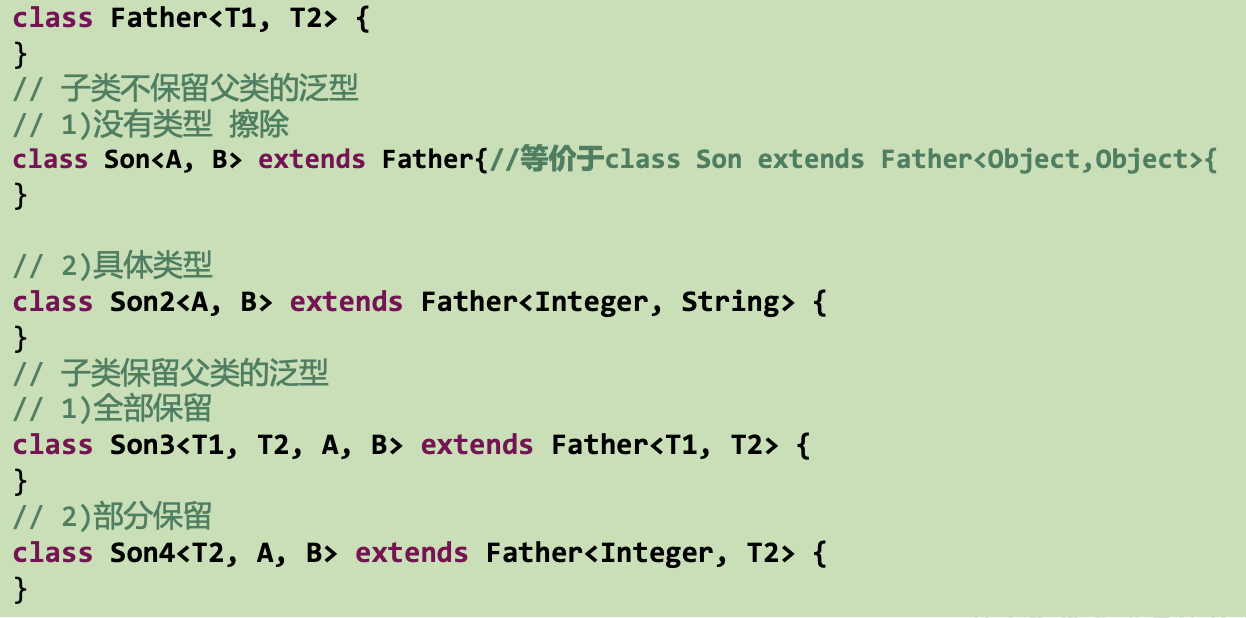 class Father<T1, T2> {
}
// 子类不保留父类的泛型
// 1)没有类型 擦除
class Son<A, B> extends Father{//等价于class Son extends Father<Object,Object>{
}
// 2)具体类型
class Son2<A, B> extends Father<Integer, String> {
}
// 子类保留父类的泛型
// 1)全部保留
class Son3<T1, T2, A, B> extends Father<T1, T2> {
}
// 2)部分保留
class Son4<T2, A, B> extends Father<Integer, T2> {
}